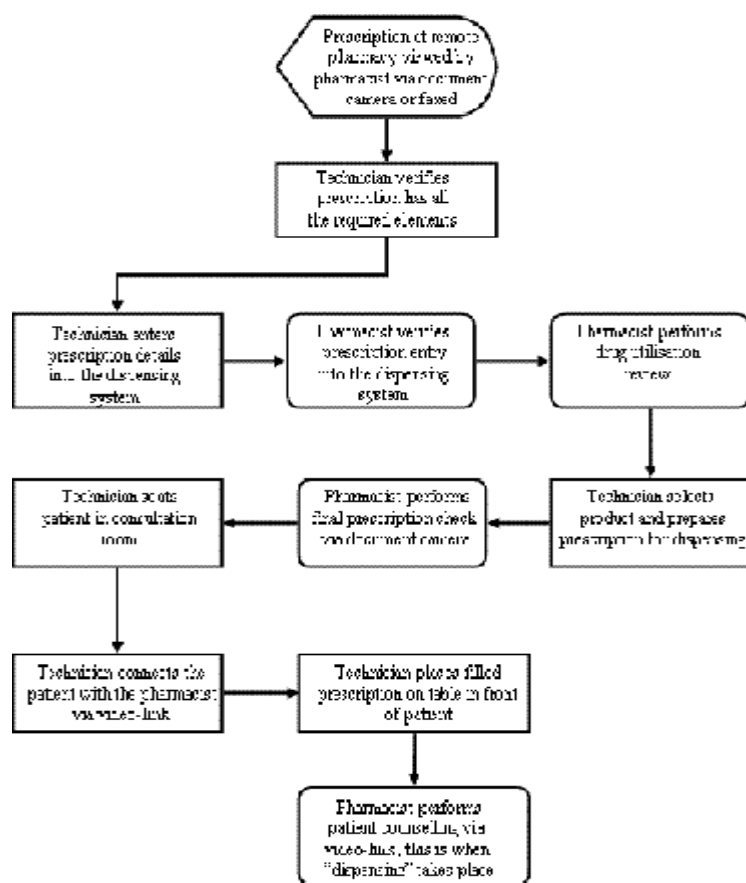 Prescription at remote
pharmacy viewed by
pharmacist via document
camera or faxed
Technician verifies
prescription has all
the required elements
Technician enters
prescription details
into the dispensing
system
Pharmacist verifies
prescription entry
into the dispensing
system
Pharmacist performs
drug utilisation
review
Technician seats
patient in consultation
room
Pharmacist performs
final prescription check
via document camera
Technician selects
product and prepares
prescription for dispensing
Technician connects the
patient with the pharmacist
via video-link
Technician places filled
prescription on table in front
of patient
Pharmacist performs
patient counselling via
video-link, this is when
"dispensing" takes place